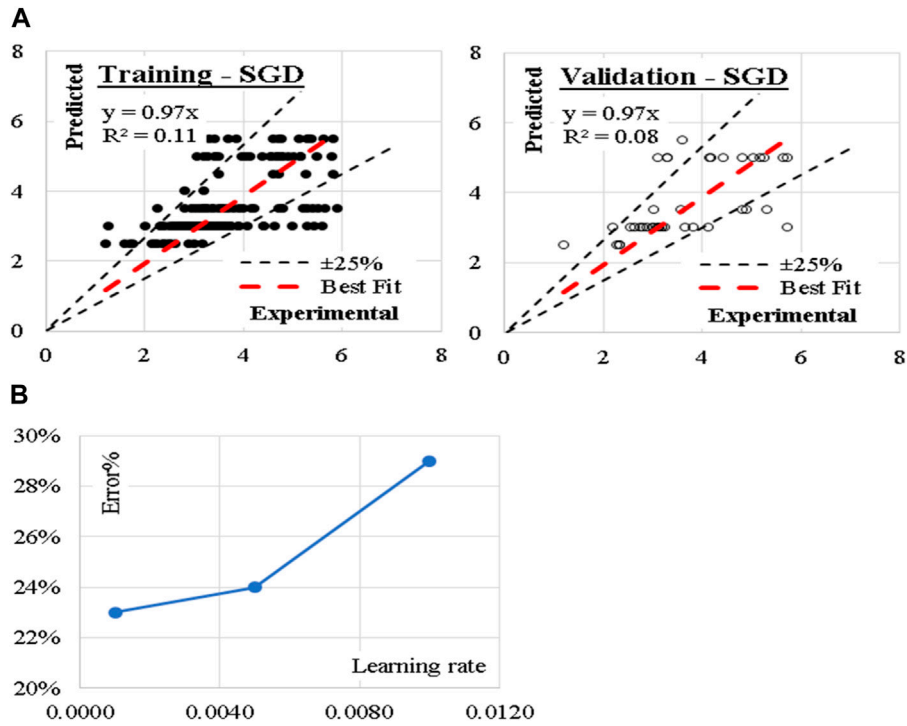 A
Training - SGD
y = 0.97x
R² = 0.11
Predicted
8
6
4
2
0
±25%
Best Fit
Experimental
0 2 4 6 8
Validation - SGD
y = 0.97x
R² = 0.08
Predicted
8
6
4
2
0
±25%
Best Fit
Experimental
0 2 4 6 8
B
30%
28%
26%
24%
22%
20%
Error%
Learning rate
0.0000 0.0040 0.0080 0.0120